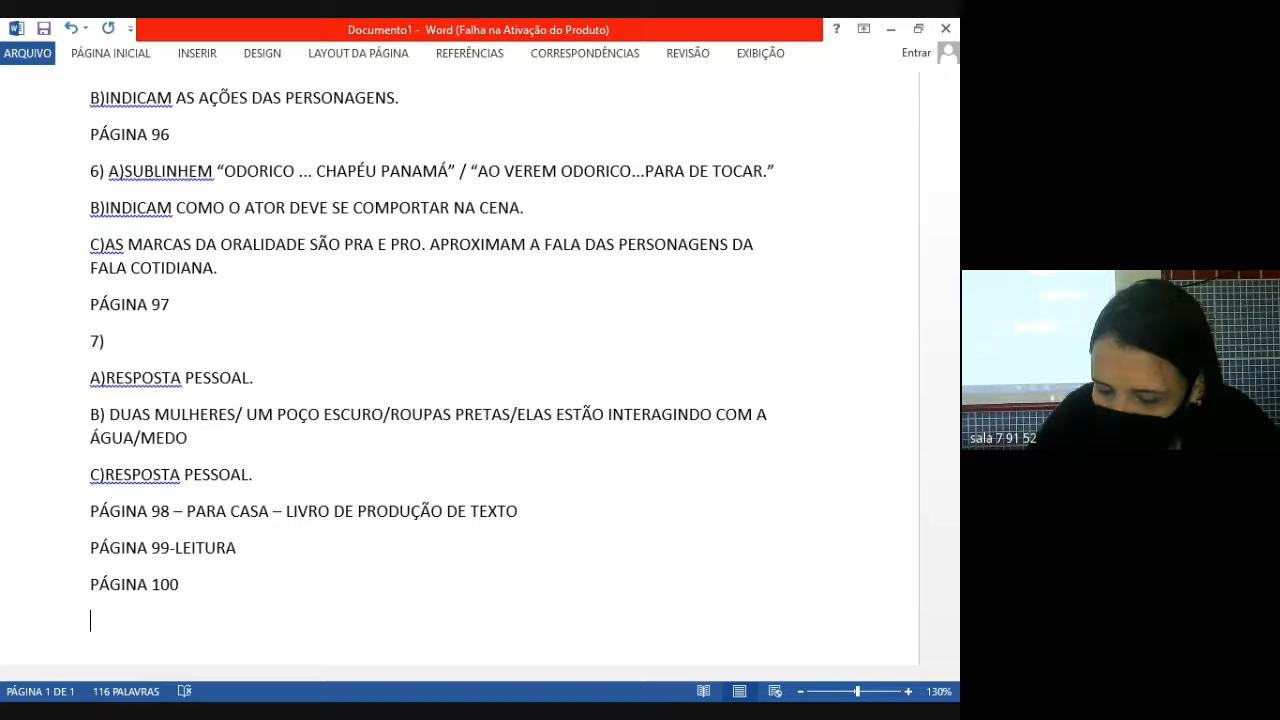 Documento1 - Word (Falha na Ativação do Produto)
?
ARQUIVO PÁGINA INICIAL INSERIR DESIGN LAYOUT DA PÁGINA REFERÊNCIAS CORRESPONDÊNCIAS REVISÃO EXIBIÇÃO Entrar
B)INDICAM AS AÇÕES DAS PERSONAGENS.
PÁGINA 96
6) A)SUBLINHEM “ODORICO ... CHAPÉU PANAMÁ” / “AO VEREM ODORICO...PARA DE TOCAR.”
B)INDICAM COMO O ATOR DEVE SE COMPORTAR NA CENA.
C)AS MARCAS DA ORALIDADE SÃO PRA E PRO. APROXIMAM A FALA DAS PERSONAGENS DA
FALA COTIDIANA.
PÁGINA 97
7)
A)RESPOSTA PESSOAL.
B) DUAS MULHERES/ UM POÇO ESCURO/ROUPAS PRETAS/ELAS ESTÃO INTERAGINDO COM A
ÁGUA/MEDO
C)RESPOSTA PESSOAL.
PÁGINA 98 – PARA CASA – LIVRO DE PRODUÇÃO DE TEXTO
PÁGINA 99-LEITURA
PÁGINA 100
sala 7 91 52
PÁGINA 1 DE 1 116 PALAVRAS 130%